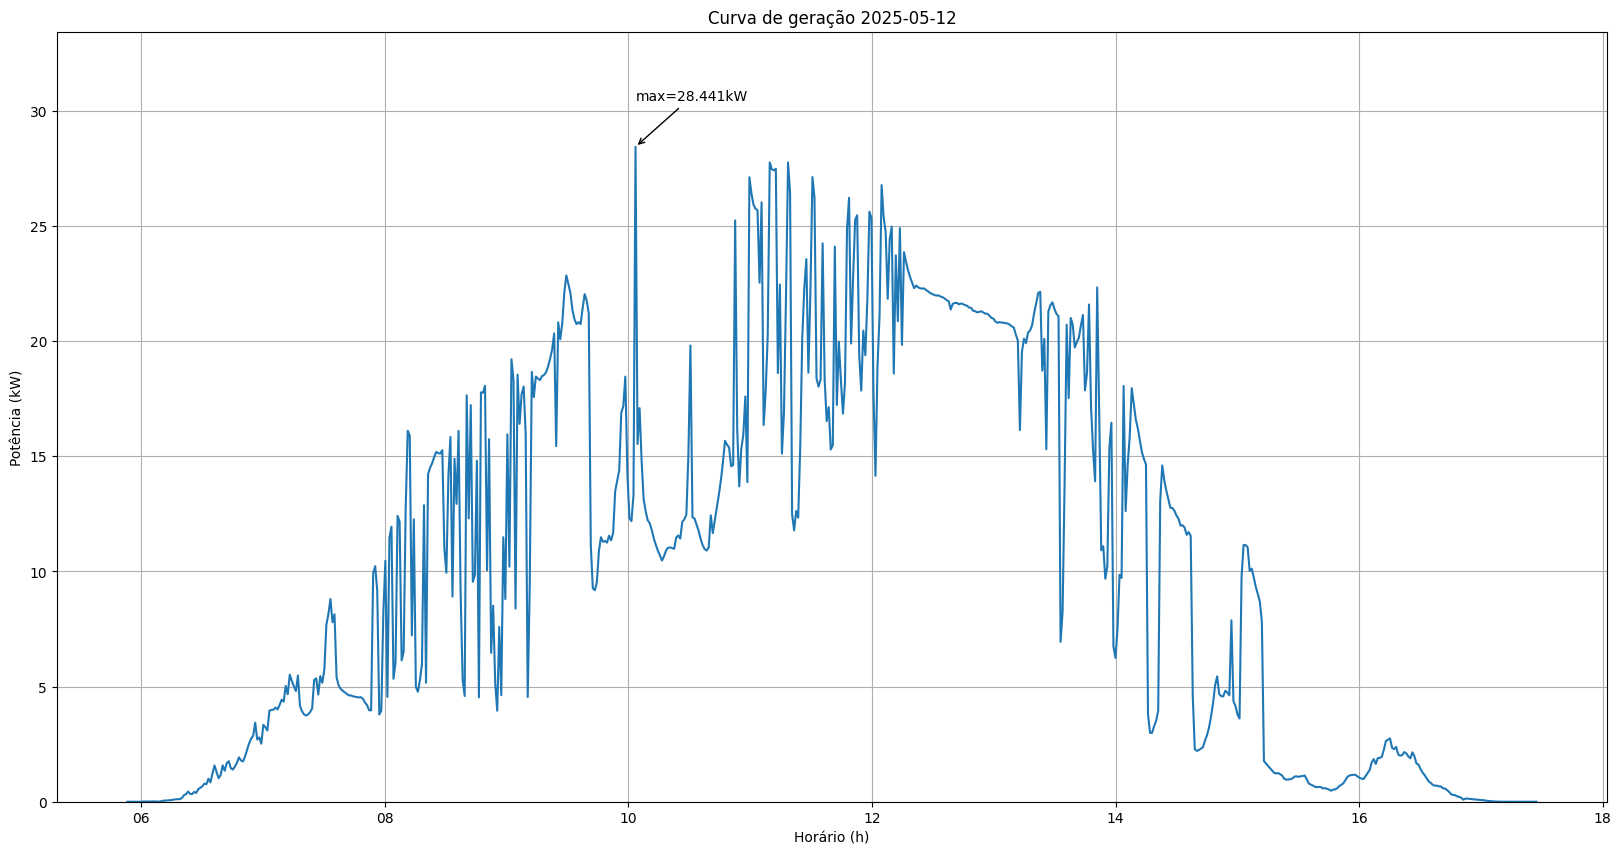 Curva de geração 2025-05-12
max=28.441kW
Potência (kW)
30
25
20
15
10
5
0
06 08 10 12 14 16 18
Horário (h)